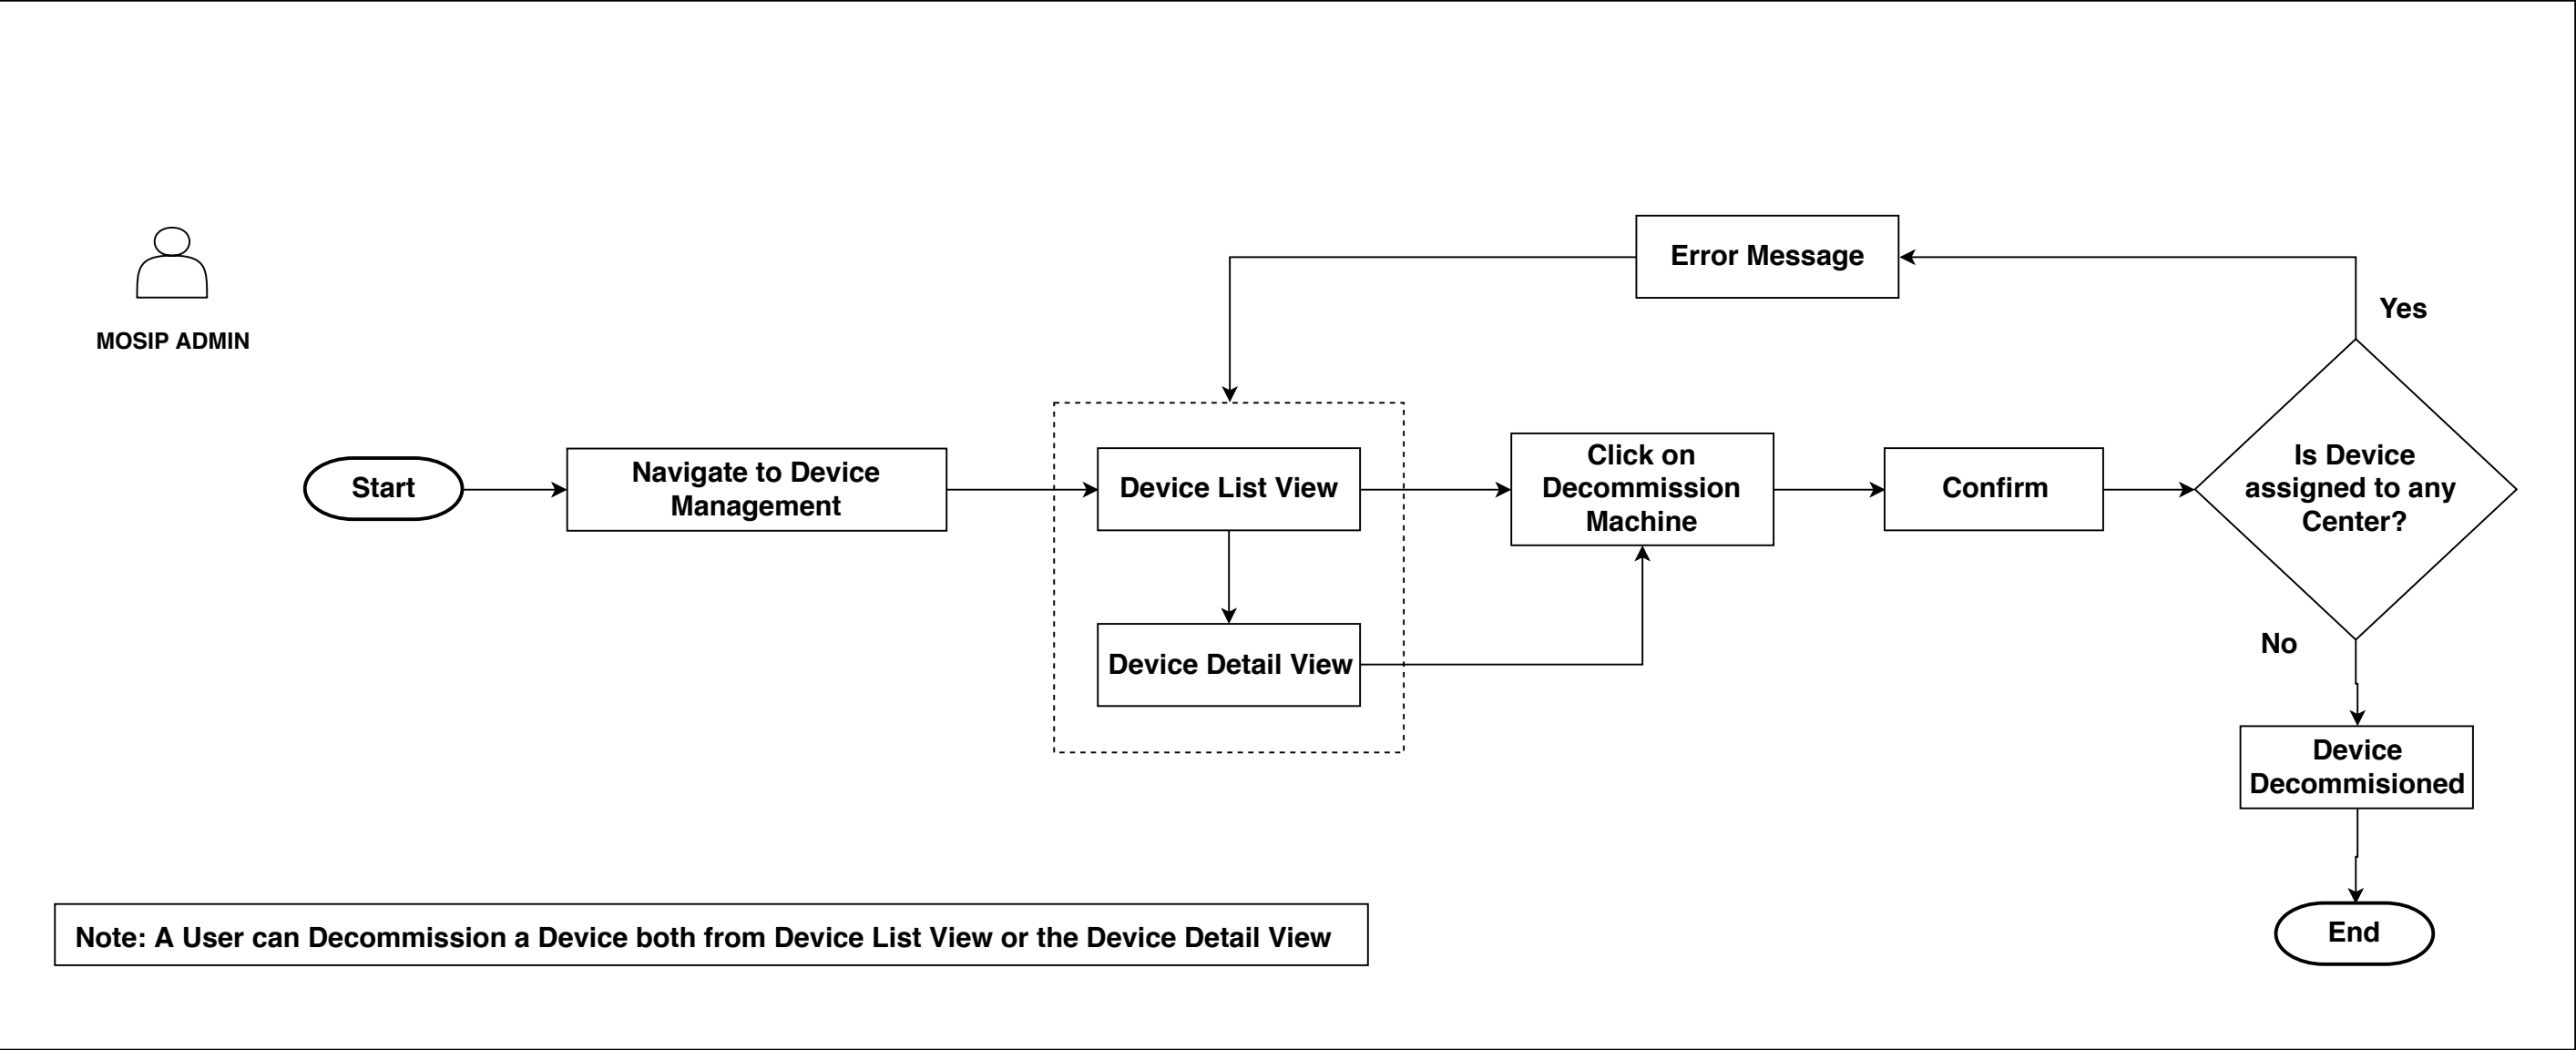 Error Message
Yes
MOSIP ADMIN
Start
Navigate to Device
Management
Device List View
Click on
Decommission
Machine
Confirm
Is Device
assigned to any
Center?
Device Detail View
No
Device
Decommisioned
Note: A User can Decommission a Device both from Device List View or the Device Detail View
End